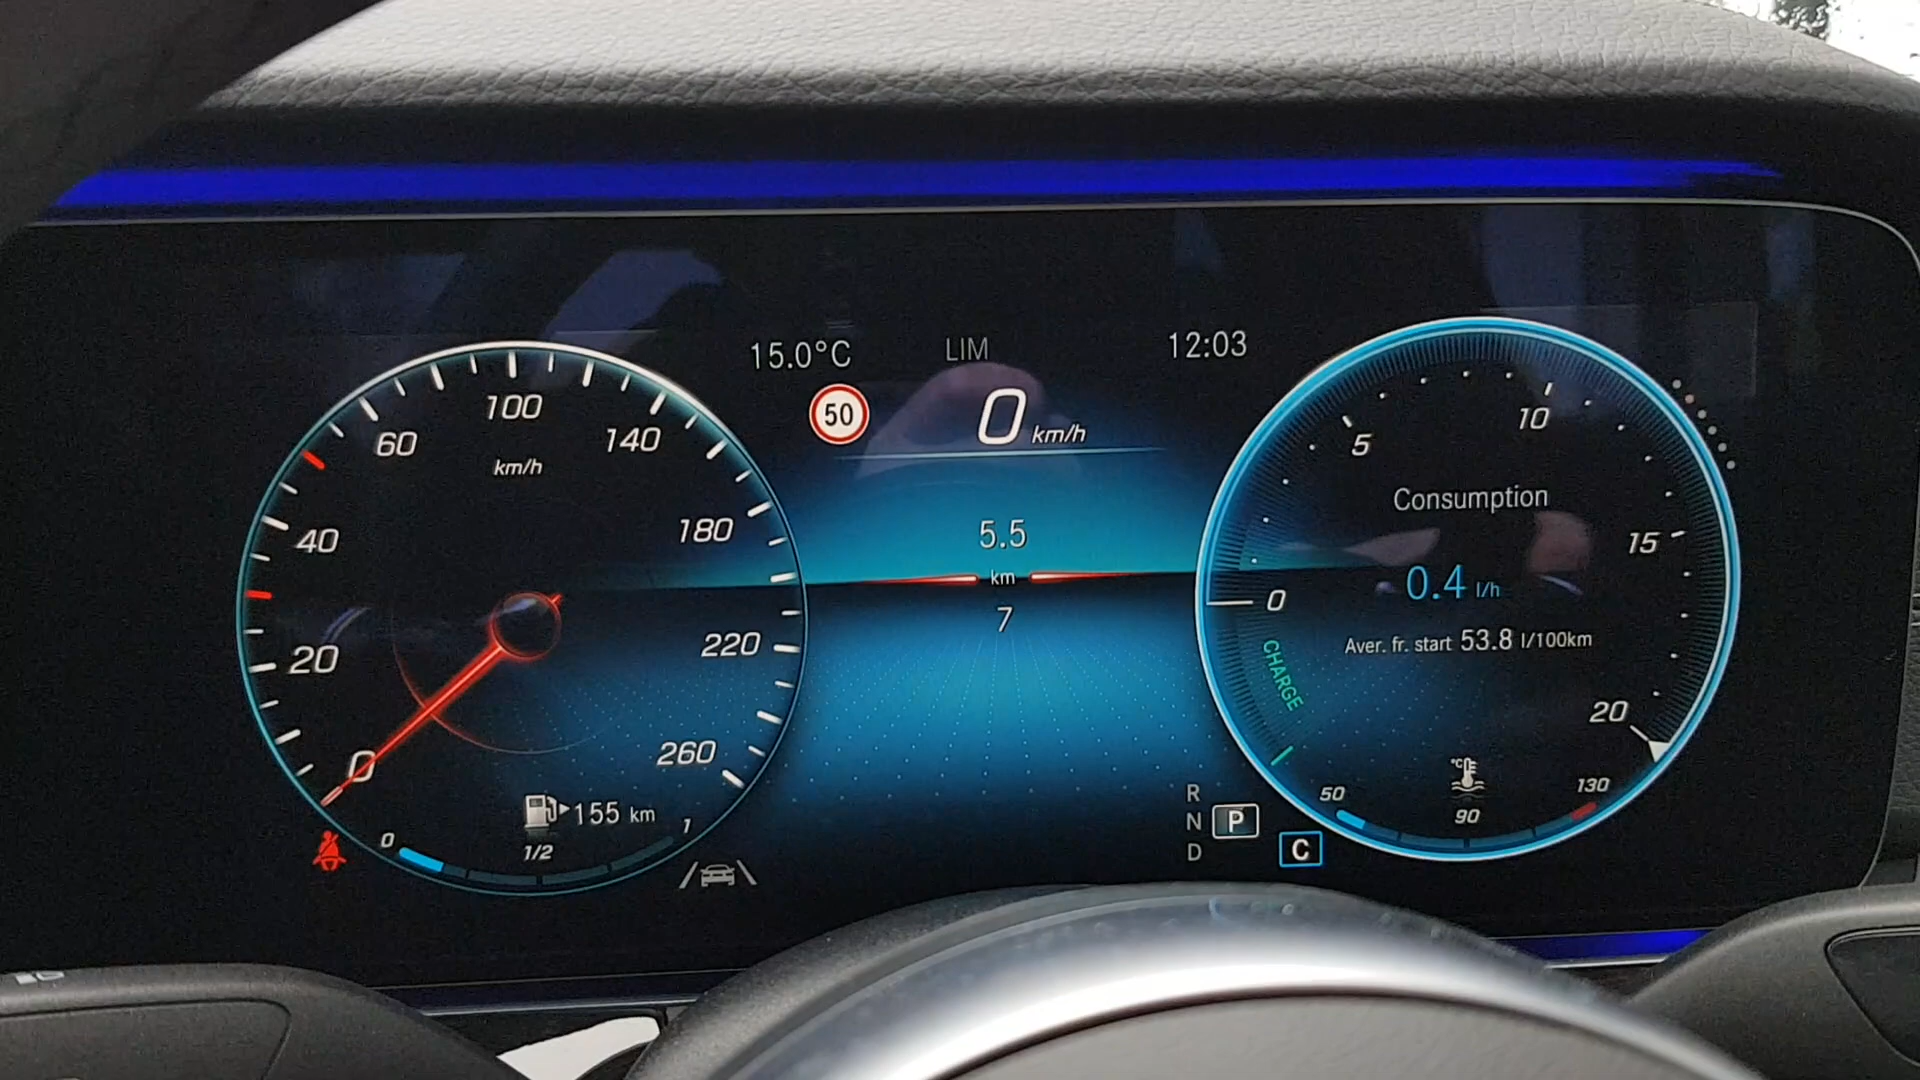 15.0°C
LIM
12:03
50
0 km/h
100
60
140
km/h
40
180
20
220
0
260
155 km
0
1/2
1
5.5
km
7
R
N
P
D
C
5
10
Consumption
15
0.4 l/h
0
Aver. fr. start 53.8 l/100km
CHARGE
20
°C
50
90
130